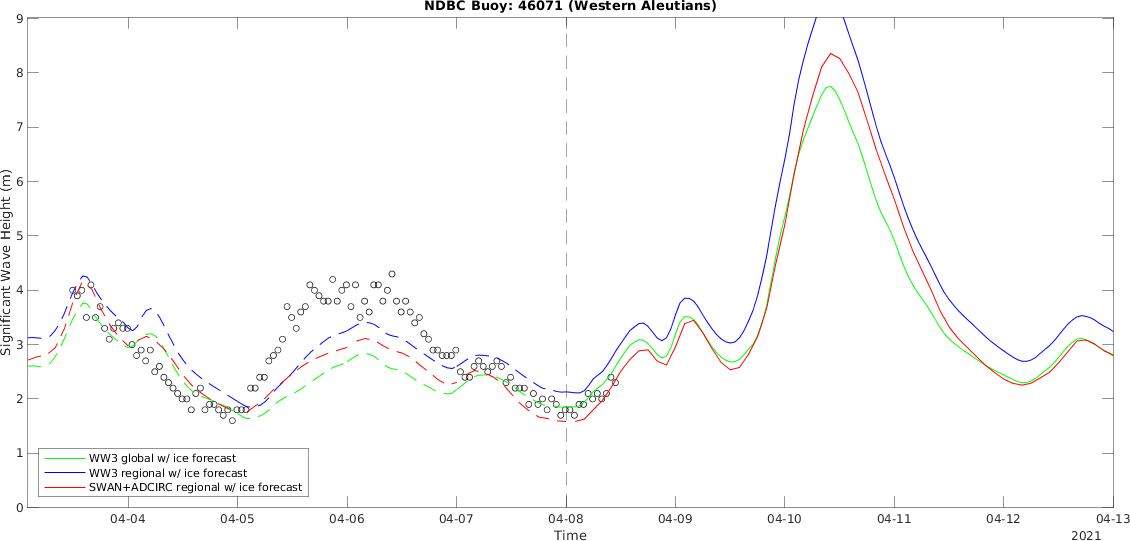 NDBC Buoy: 46071 (Western Aleutians)
9
8
7
6
5
4
3
2
1
0
Significant Wave Height (m)
WW3 global w/ ice forecast
WW3 regional w/ ice forecast
SWAN+ADCIRC regional w/ ice forecast
04-04 04-05 04-06 04-07 04-08 04-09 04-10 04-11 04-12 04-13
Time
2021